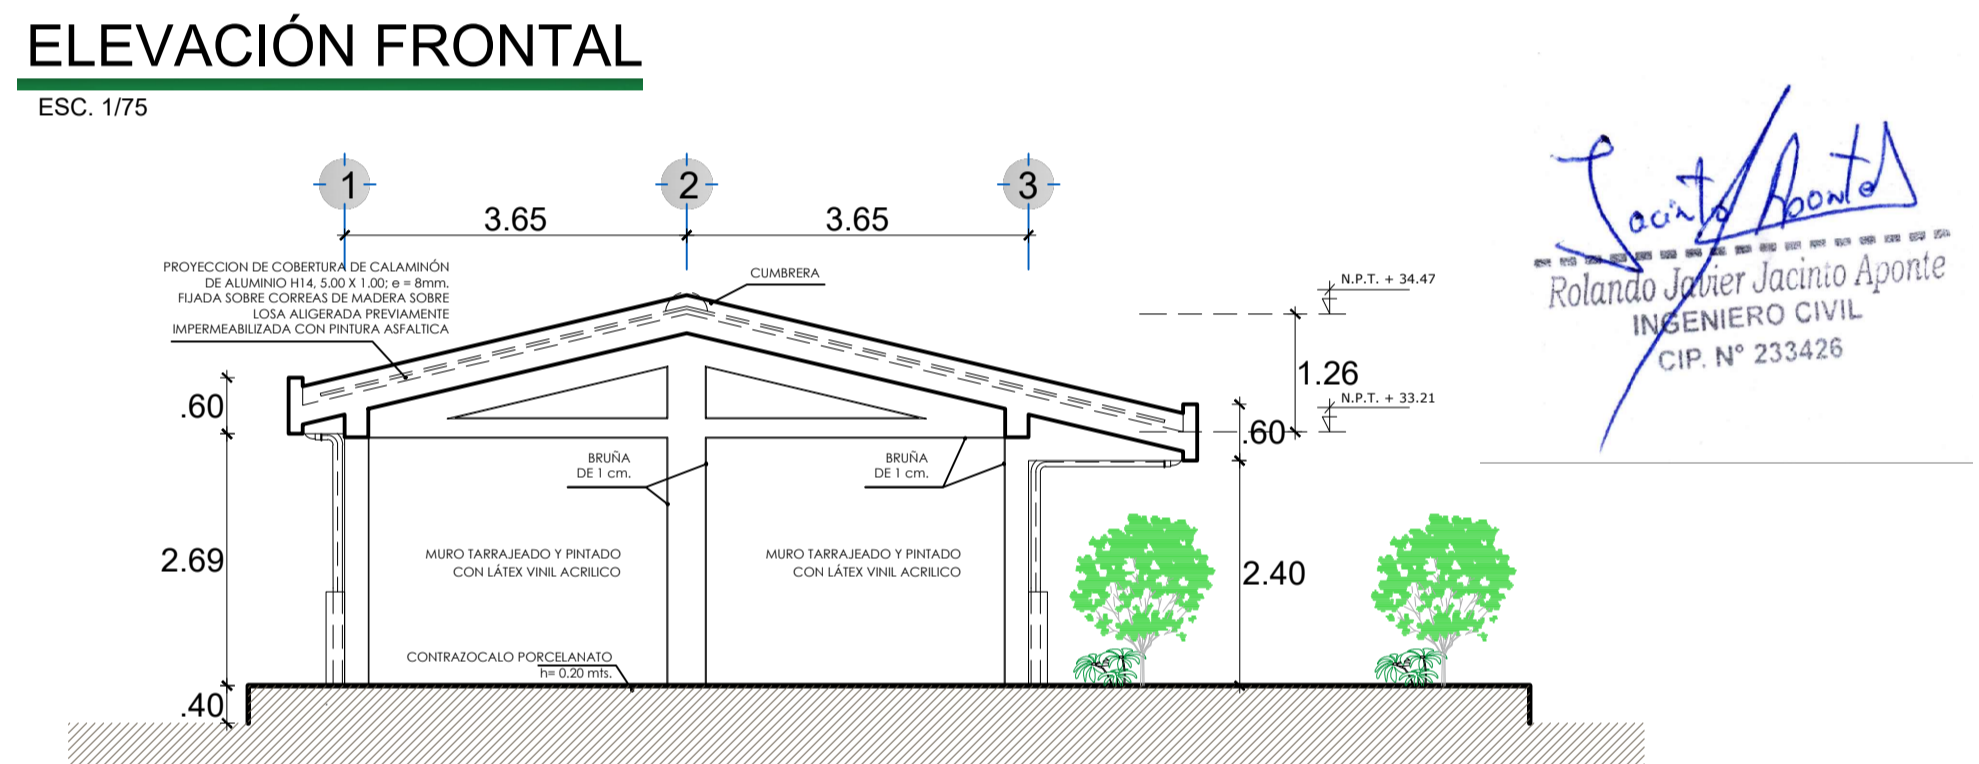 ELEVACIÓN FRONTAL
ESC. 1/75
1
2
3
3.65
3.65
PROYECCION DE COBERTURA DE CALAMINÓN
DE ALUMINIO H14, 5.00 X 1.00; e = 8mm.
FIJADA SOBRE CORREAS DE MADERA SOBRE
LOSA ALIGERADA PREVIAMENTE
IMPERMEABILIZADA CON PINTURA ASFALTICA
CUMBRERA
N.P.T. + 34.47
1.26
N.P.T. + 33.21
.60
.60
BRUÑA
DE 1 cm.
BRUÑA
DE 1 cm.
2.69
MURO TARRAJEADO Y PINTADO
CON LÁTEX VINIL ACRILICO
MURO TARRAJEADO Y PINTADO
CON LÁTEX VINIL ACRILICO
2.40
CONTRAZOCALO PORCELANATO
h= 0.20 mts.
.40
Jacinto Aponte
Rolando Javier Jacinto Aponte
INGENIERO CIVIL
CIP. N° 233426